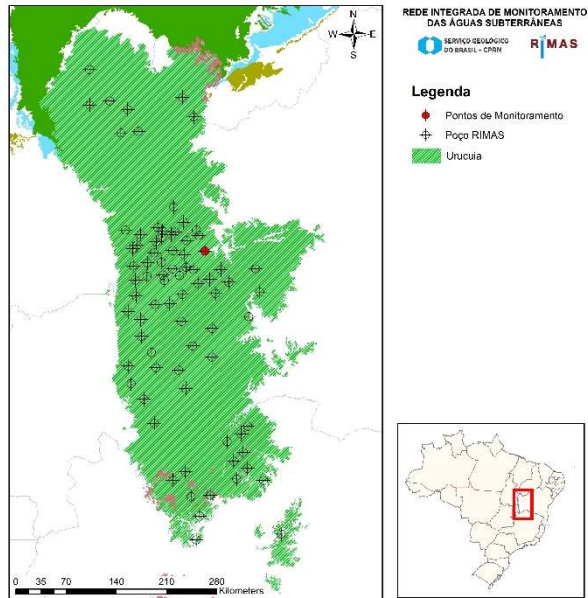 REDE INTEGRADA DE MONITORAMENTO
DAS ÁGUAS SUBTERRÂNEAS
SERVIÇO GEOLÓGICO
DO BRASIL - CPRM
RIMAS
N
W E
S
Legenda
Pontos de Monitoramento
Poço RIMAS
Urucuia
0 35 70 140 210 280
Kilometers